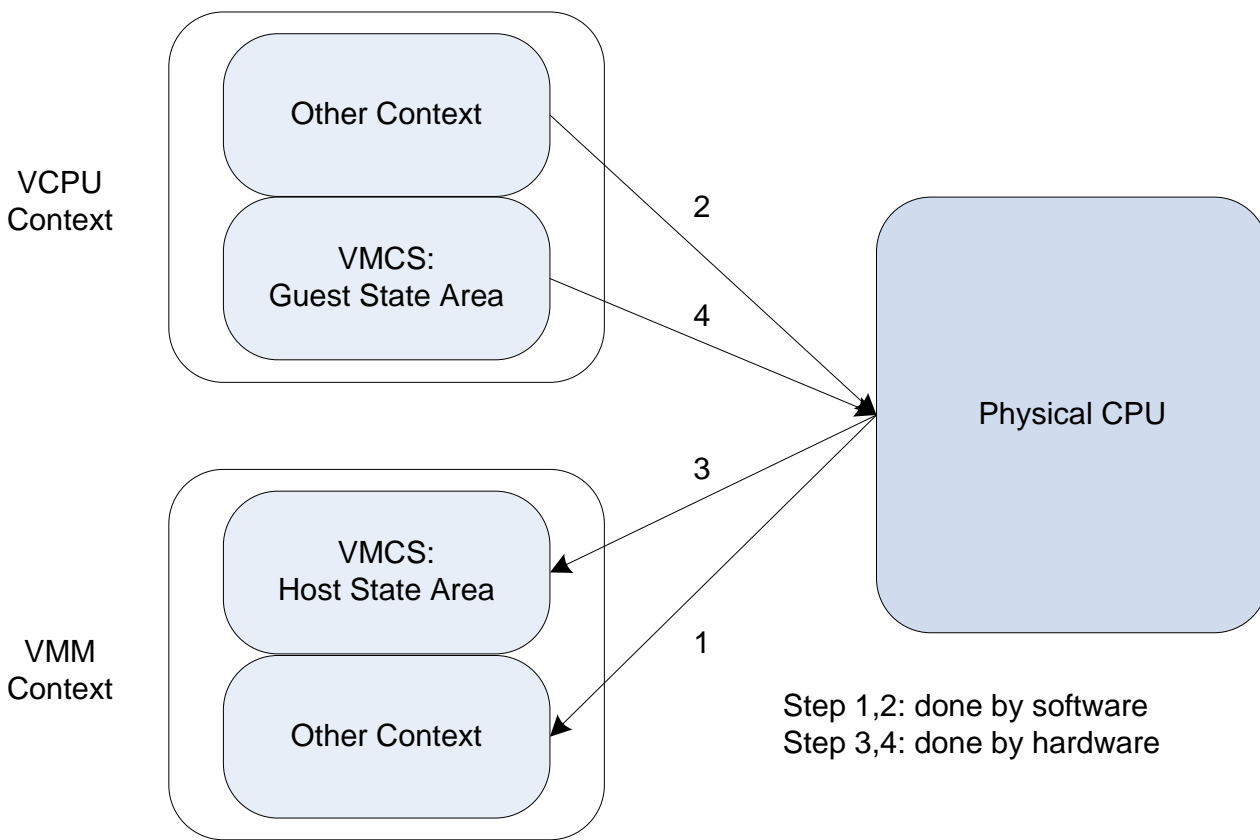 Other Context
VCPU
Context
VMCS:
Guest State Area
2
4
Physical CPU
3
VMCS:
Host State Area
1
VMM
Context
Other Context
Step 1,2: done by software
Step 3,4: done by hardware